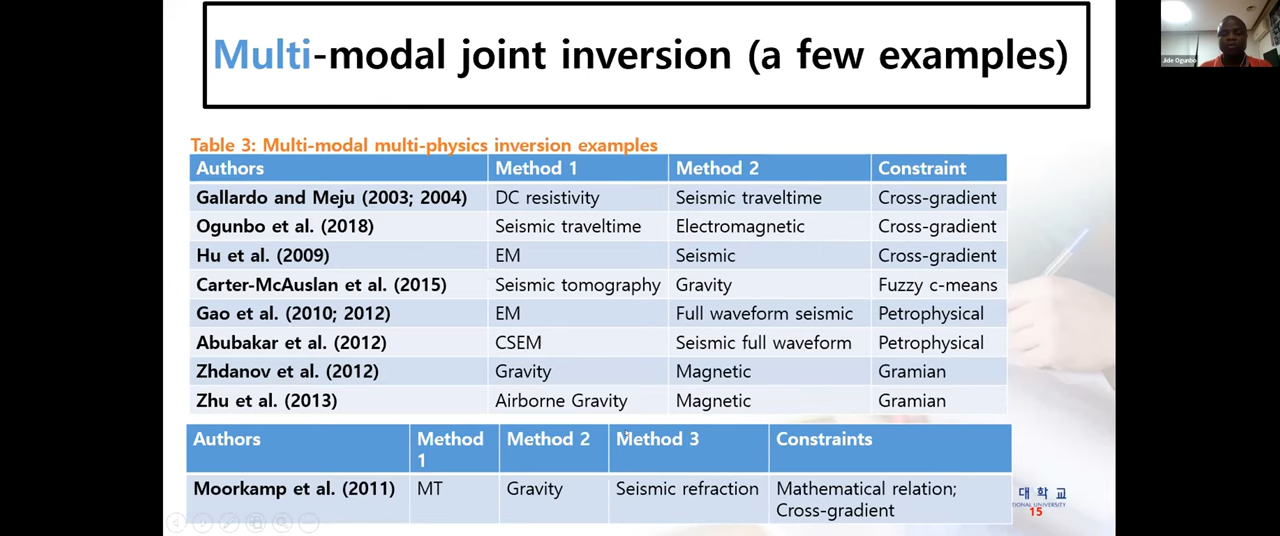 Multi-modal joint inversion (a few examples)
Jide Ogunbo
Table 3: Multi-modal multi-physics inversion examples
Authors Method 1 Method 2 Constraint
Gallardo and Meju (2003; 2004) DC resistivity Seismic traveltime Cross-gradient
Ogunbo et al. (2018) Seismic traveltime Electromagnetic Cross-gradient
Hu et al. (2009) EM Seismic Cross-gradient
Carter-McAuslan et al. (2015) Seismic tomography Gravity Fuzzy c-means
Gao et al. (2010; 2012) EM Full waveform seismic Petrophysical
Abubakar et al. (2012) CSEM Seismic full waveform Petrophysical
Zhdanov et al. (2012) Gravity Magnetic Gramian
Zhu et al. (2013) Airborne Gravity Magnetic Gramian
Authors Method 1 Method 2 Method 3 Constraints
Moorkamp et al. (2011) MT Gravity Seismic refraction Mathematical relation;
Cross-gradient
대학교
UNIVERSITY
15